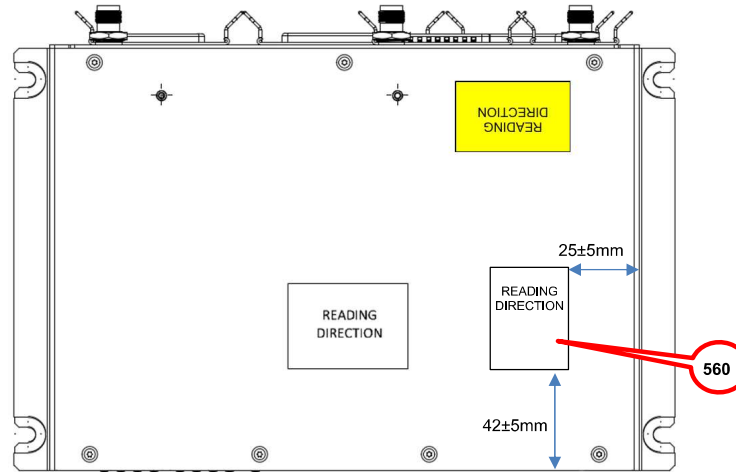 READING
DIRECTION
25±5mm
READING
DIRECTION
READING
DIRECTION
560
42±5mm